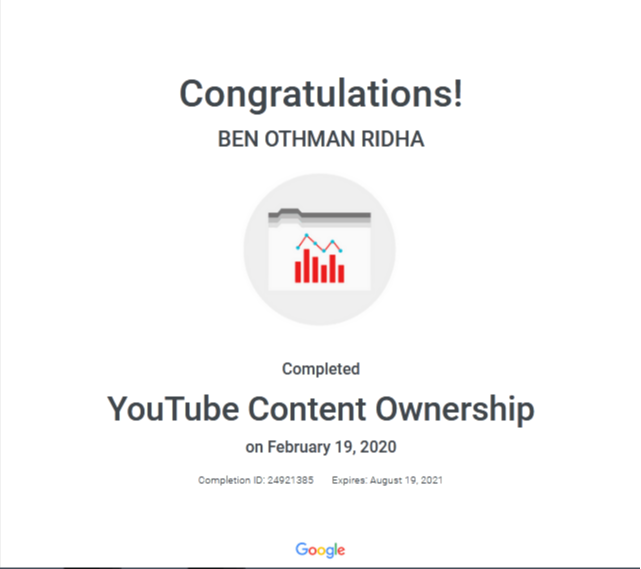 Congratulations!
BEN OTHMAN RIDHA
Completed
YouTube Content Ownership
on February 19, 2020
Completion ID: 24921385 Expires: August 19, 2021
Google